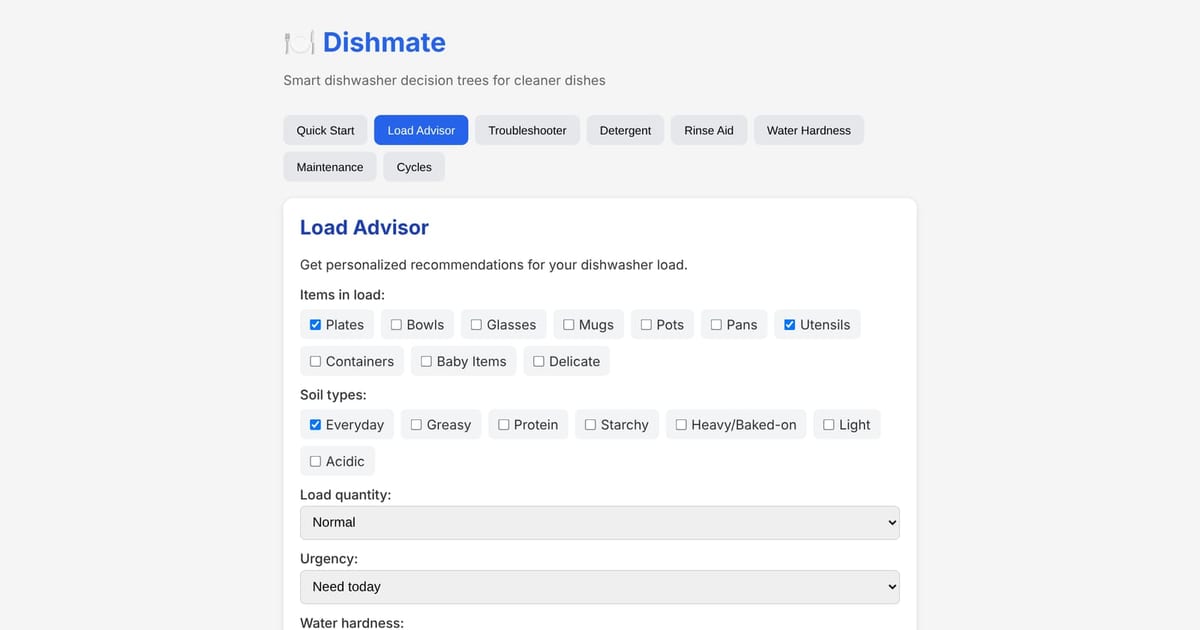 Dishmate
Smart dishwasher decision trees for cleaner dishes
Quick Start Load Advisor Troubleshooter Detergent Rinse Aid Water Hardness
Maintenance Cycles
Load Advisor
Get personalized recommendations for your dishwasher load.
Items in load:
Plates Bowls Glasses Mugs Pots Pans Utensils
Containers Baby Items Delicate
Soil types:
Everyday Greasy Protein Starchy Heavy/Baked-on Light
Acidic
Load quantity:
Normal
Urgency:
Need today
Water hardness: